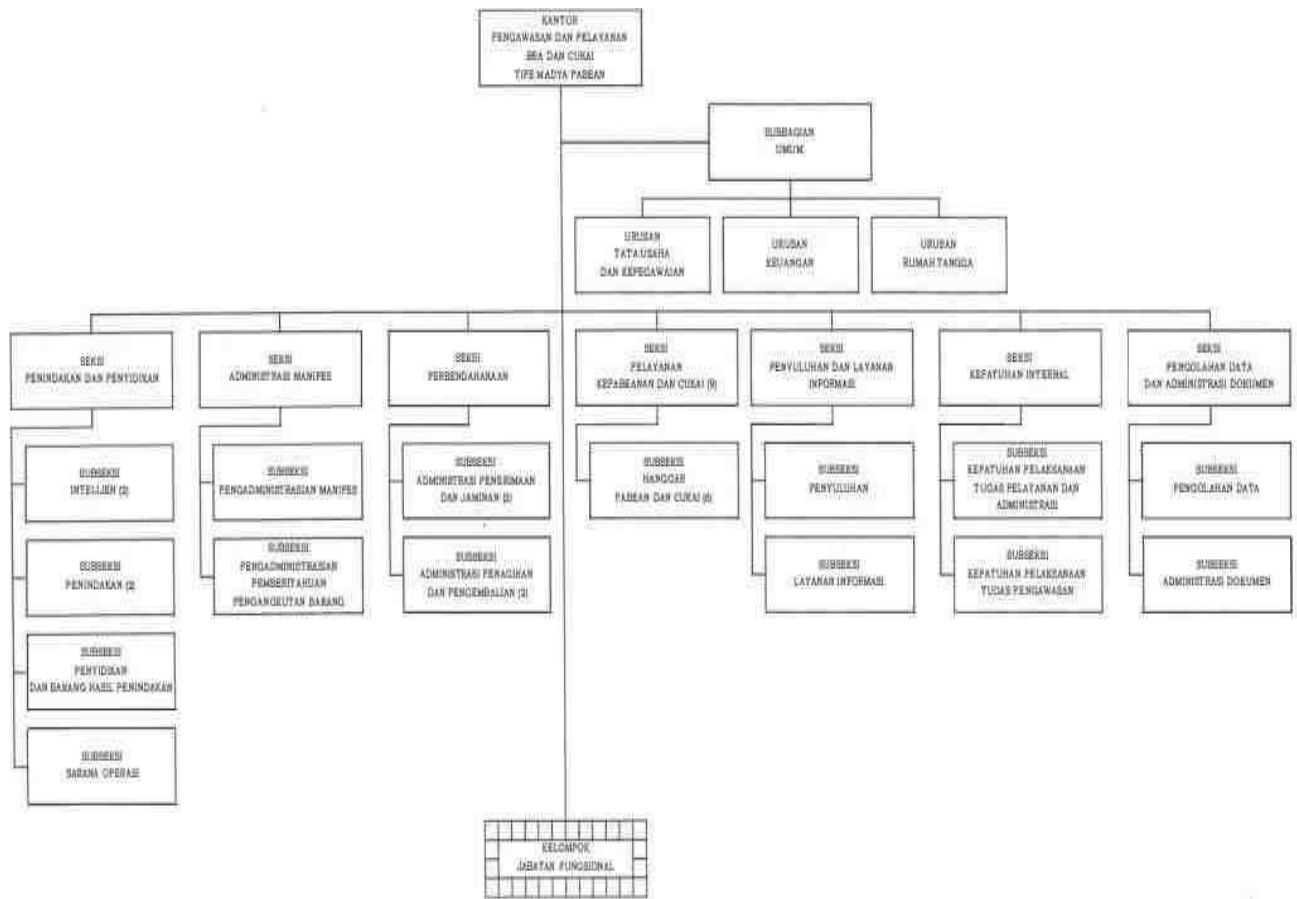 KANTOR
PENGAWASAN DAN PELAYANAN
BEA DAN CUKAI
TIPE MADYA PABEAN
SUBBAGIAN
UMUM
URUSAN
TATA USAHA
DAN KEPEGAWAIAN
URUSAN
KEUANGAN
URUSAN
RUMAH TANGGA
SEKSI
PENINDAKAN DAN PENYIDIKAN
SEKSI
ADMINISTRASI MANIFES
SEKSI
PERBENDAHARAAN
SEKSI
PELAYANAN
KEPABEANAN DAN CUKAI (9)
SEKSI
PENYULUHAN DAN LAYANAN
INFORMASI
SEKSI
KEPATUHAN INTERNAL
SEKSI
PENGOLAHAN DATA
DAN ADMINISTRASI DOKUMEN
SUBSEKSI
INTELIJEN (2)
SUBSEKSI
PENINDAKAN (2)
SUBSEKSI
PENYIDIKAN
DAN BARANG HASIL PENINDAKAN
SUBSEKSI
SARANA OPERASI
SUBSEKSI
PENGADMINISTRASIAN MANIFES
SUBSEKSI
PENGADMINISTRASIAN
PEMBERITAHUAN
PENGANGKUTAN BARANG
SUBSEKSI
ADMINISTRASI PENERIMAAN
DAN JAMINAN
SUBSEKSI
ADMINISTRASI PENAGIHAN
DAN PENGEMBALIAN (2)
SUBSEKSI
HANGGAR
PABEAN DAN CUKAI
SUBSEKSI
PENYULUHAN
SUBSEKSI
LAYANAN INFORMASI
SUBSEKSI
KEPATUHAN PELAKSANAAN
TUGAS PELAYANAN DAN
ADMINISTRASI
SUBSEKSI
KEPATUHAN PELAKSANAAN
TUGAS PENGAWASAN
SUBSEKSI
PENGOLAHAN DATA
SUBSEKSI
ADMINISTRASI DOKUMEN
KELOMPOK
JABATAN FUNGSIONAL